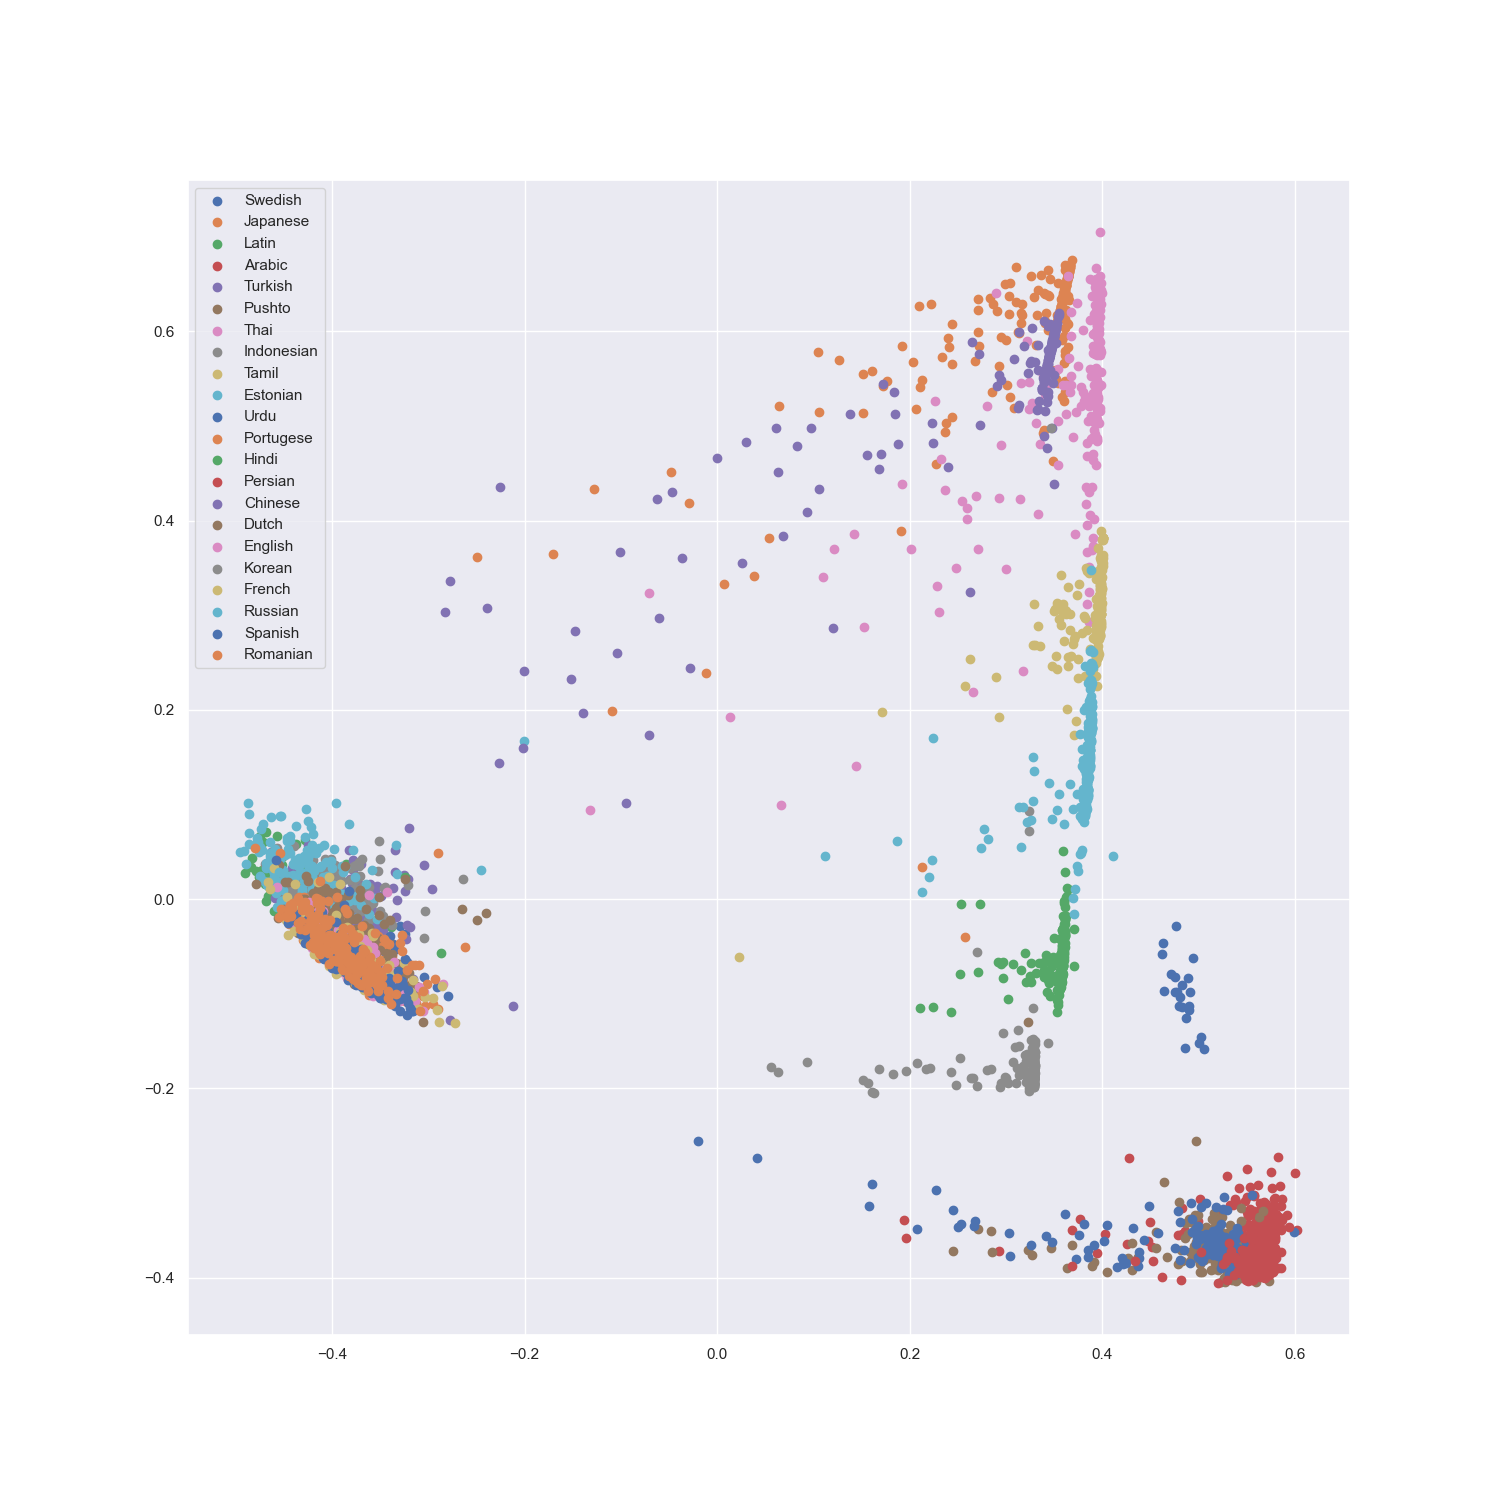 Swedish
Japanese
Latin
Arabic
Turkish
Pushto
Thai
Indonesian
Tamil
Estonian
Urdu
Portugese
Hindi
Persian
Chinese
Dutch
English
Korean
French
Russian
Spanish
Romanian
0.6
0.4
0.2
0.0
−0.2
−0.4
−0.4 −0.2 0.0 0.2 0.4 0.6